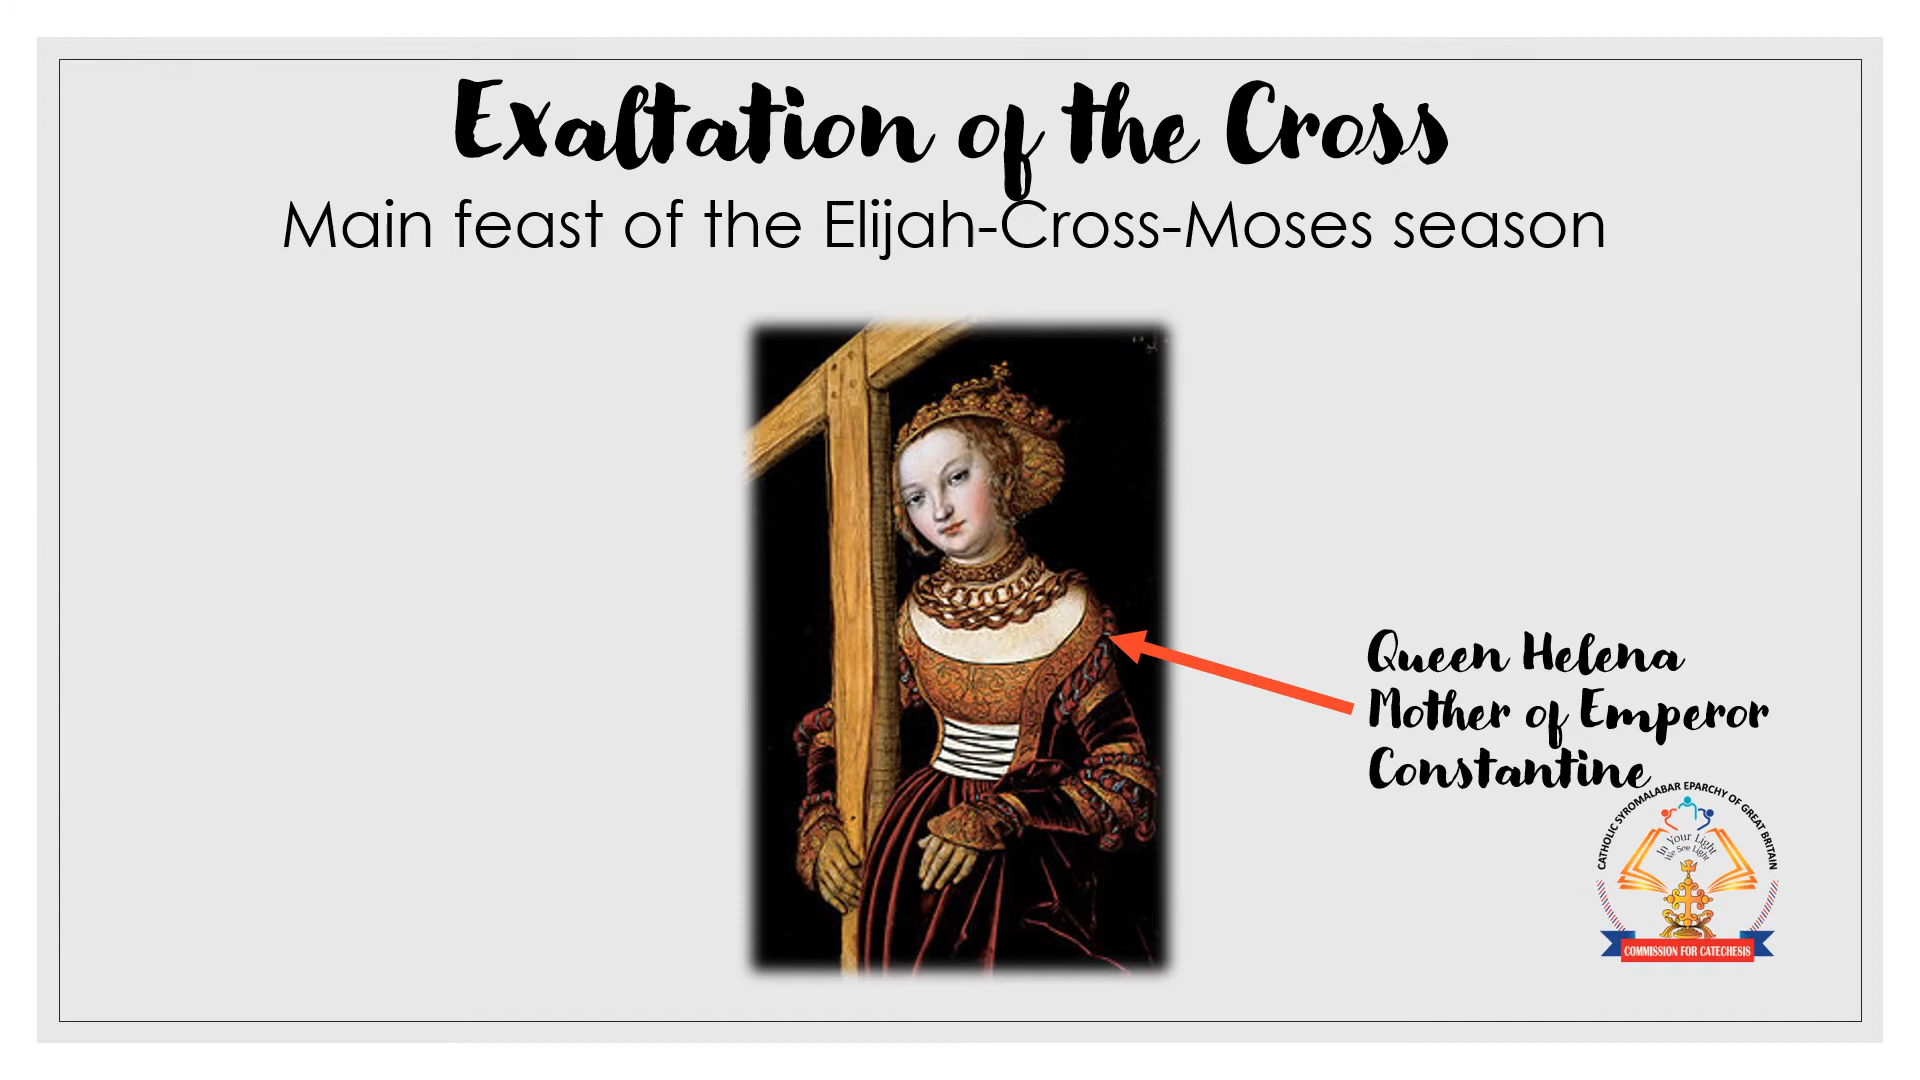 Exaltation of the Cross
Main feast of the Elijah-Cross-Moses season
Queen Helena
Mother of Emperor
Constantine
CATHOLIC SYROMALABAR EPARCHY OF GREAT BRITAIN
In Your Light
We See Light
COMMISSION FOR CATECHESIS